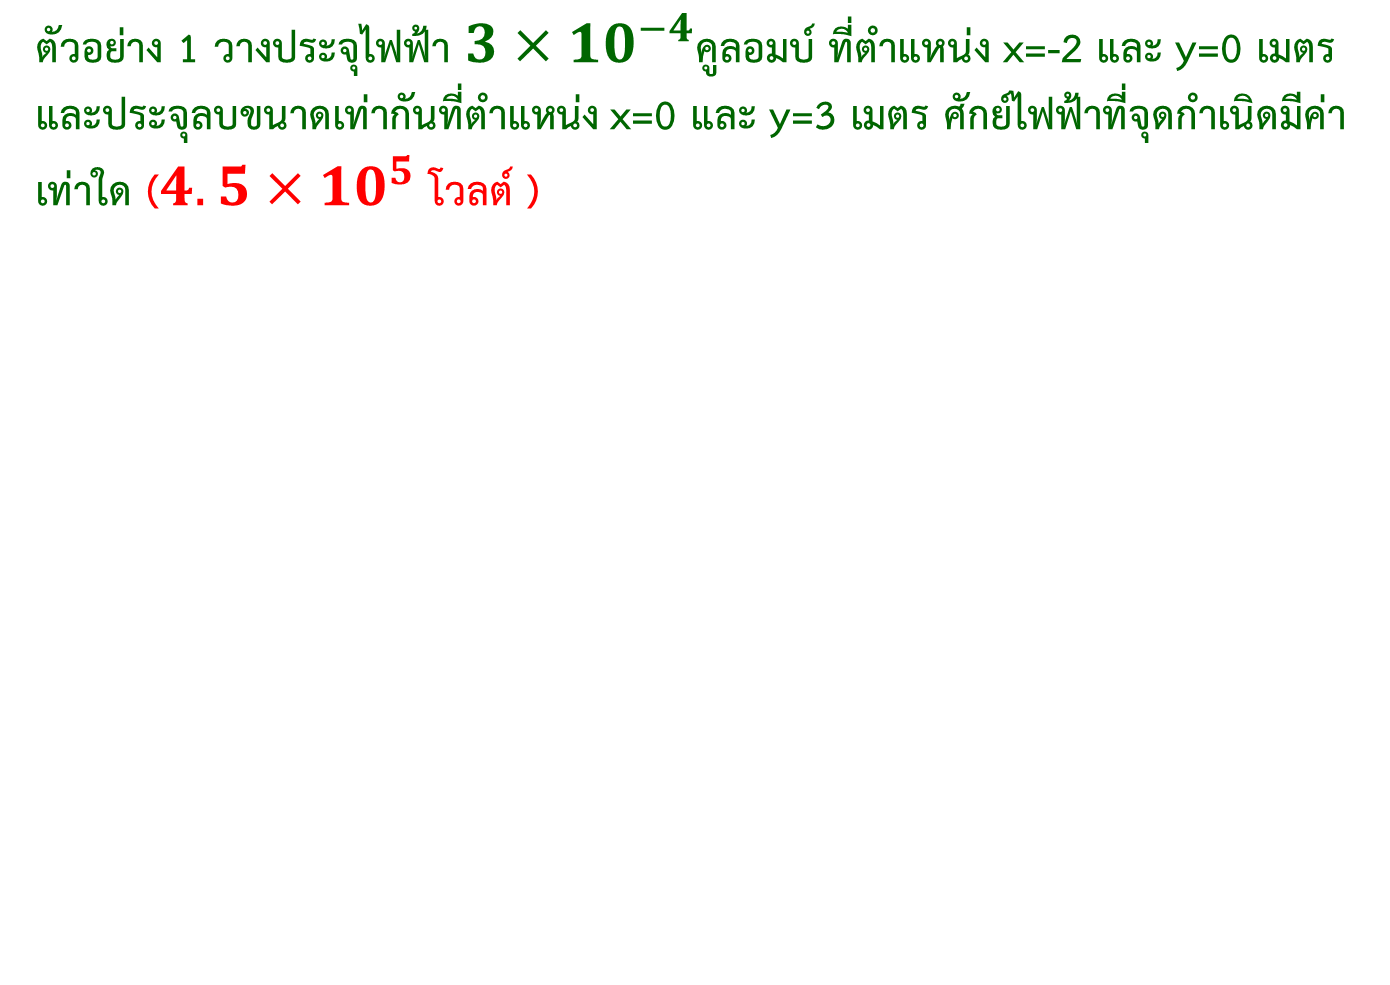 ตัวอย่าง 1 วางประจุไฟฟ้า 3 × 10⁻⁴คูลอมบ์ ที่ตำแหน่ง x=-2 และ y=0 เมตร
และประจุลบขนาดเท่ากันที่ตำแหน่ง x=0 และ y=3 เมตร ศักย์ไฟฟ้าที่จุดกำเนิดมีค่า
เท่าใด (4. 5 × 10⁵ โวลต์ )